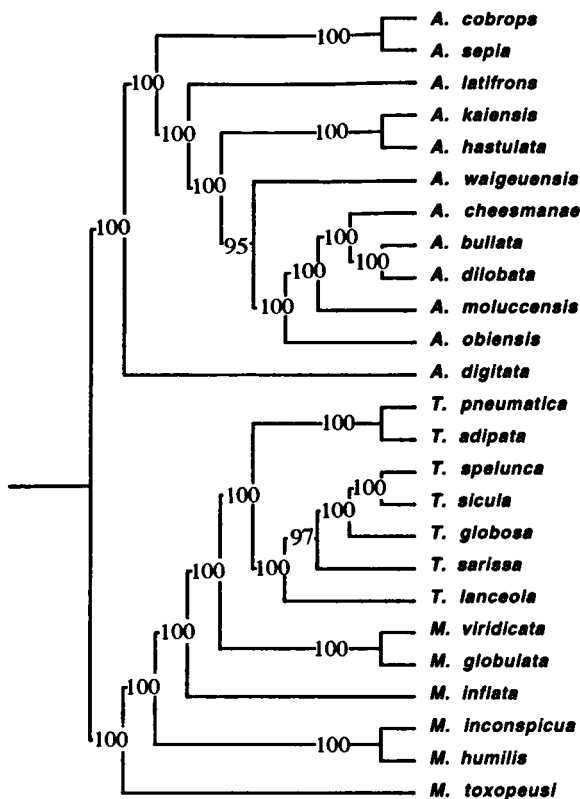 100 A. cobrops
A. sepia
100
100 A. latifrons
A. kaiensis
100
100 A. hastulata
A. waigeuensis
A. cheesmanae
100 95 100 A. bullata
100 100 A. dilobata
100 A. moluccensis
A. obiensis
A. digitata
T. pneumatica
100
T. adipata
T. spelunca
100
100 T. sicula
100
97 T. globosa
100 100 T. sarissa
T. lanceola
100 M. viridicata
100
M. globulata
100 M. inflata
M. inconspicua
100 100
M. humilis
M. toxopeusi